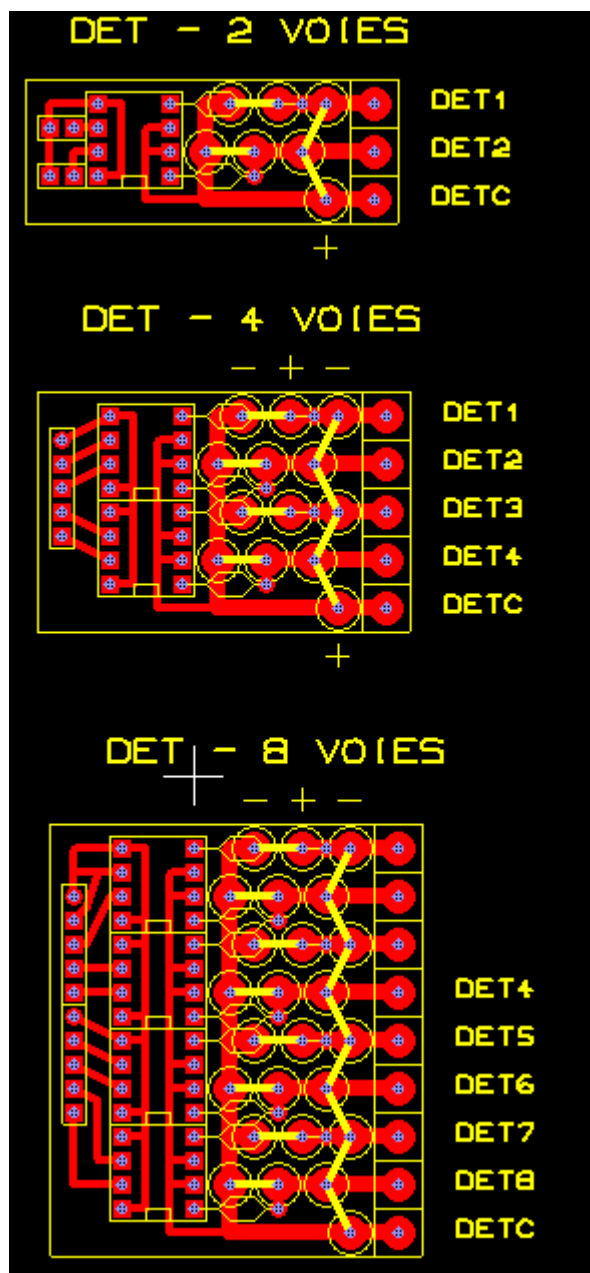 DET - 2 VOIES
DET1
DET2
DETC
+
DET - 4 VOIES
- + -
DET1
DET2
DET3
DET4
DETC
+
DET - 8 VOIES
- + -
DET4
DET5
DET6
DET7
DET8
DETC